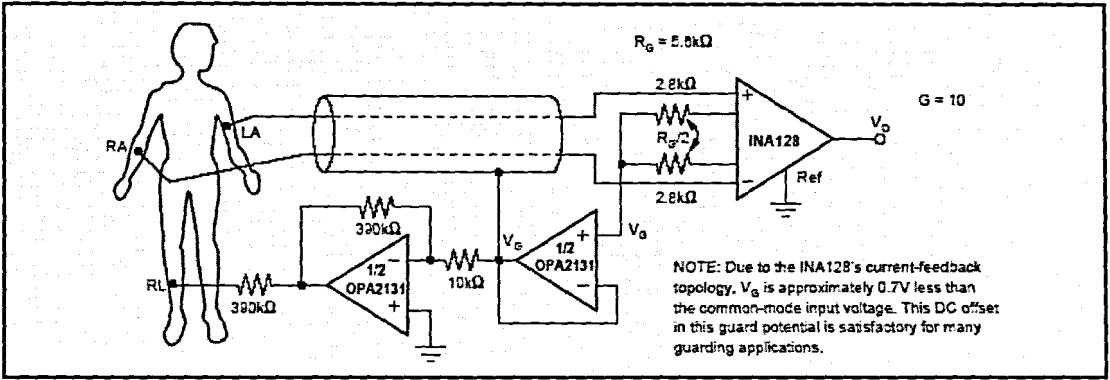 R_G = 5.6kΩ
2.8kΩ
G = 10
V_O
LA
RA
R_G/2
INA128
Ref
2.8kΩ
390kΩ
V_G
V_G
1/2
OPA2131
1/2
OPA2131
10kΩ
RL
390kΩ
NOTE: Due to the INA128's current-feedback
topology, V_G is approximately 0.7V less than
the common-mode input voltage. This DC offset
in this guard potential is satisfactory for many
guarding applications.